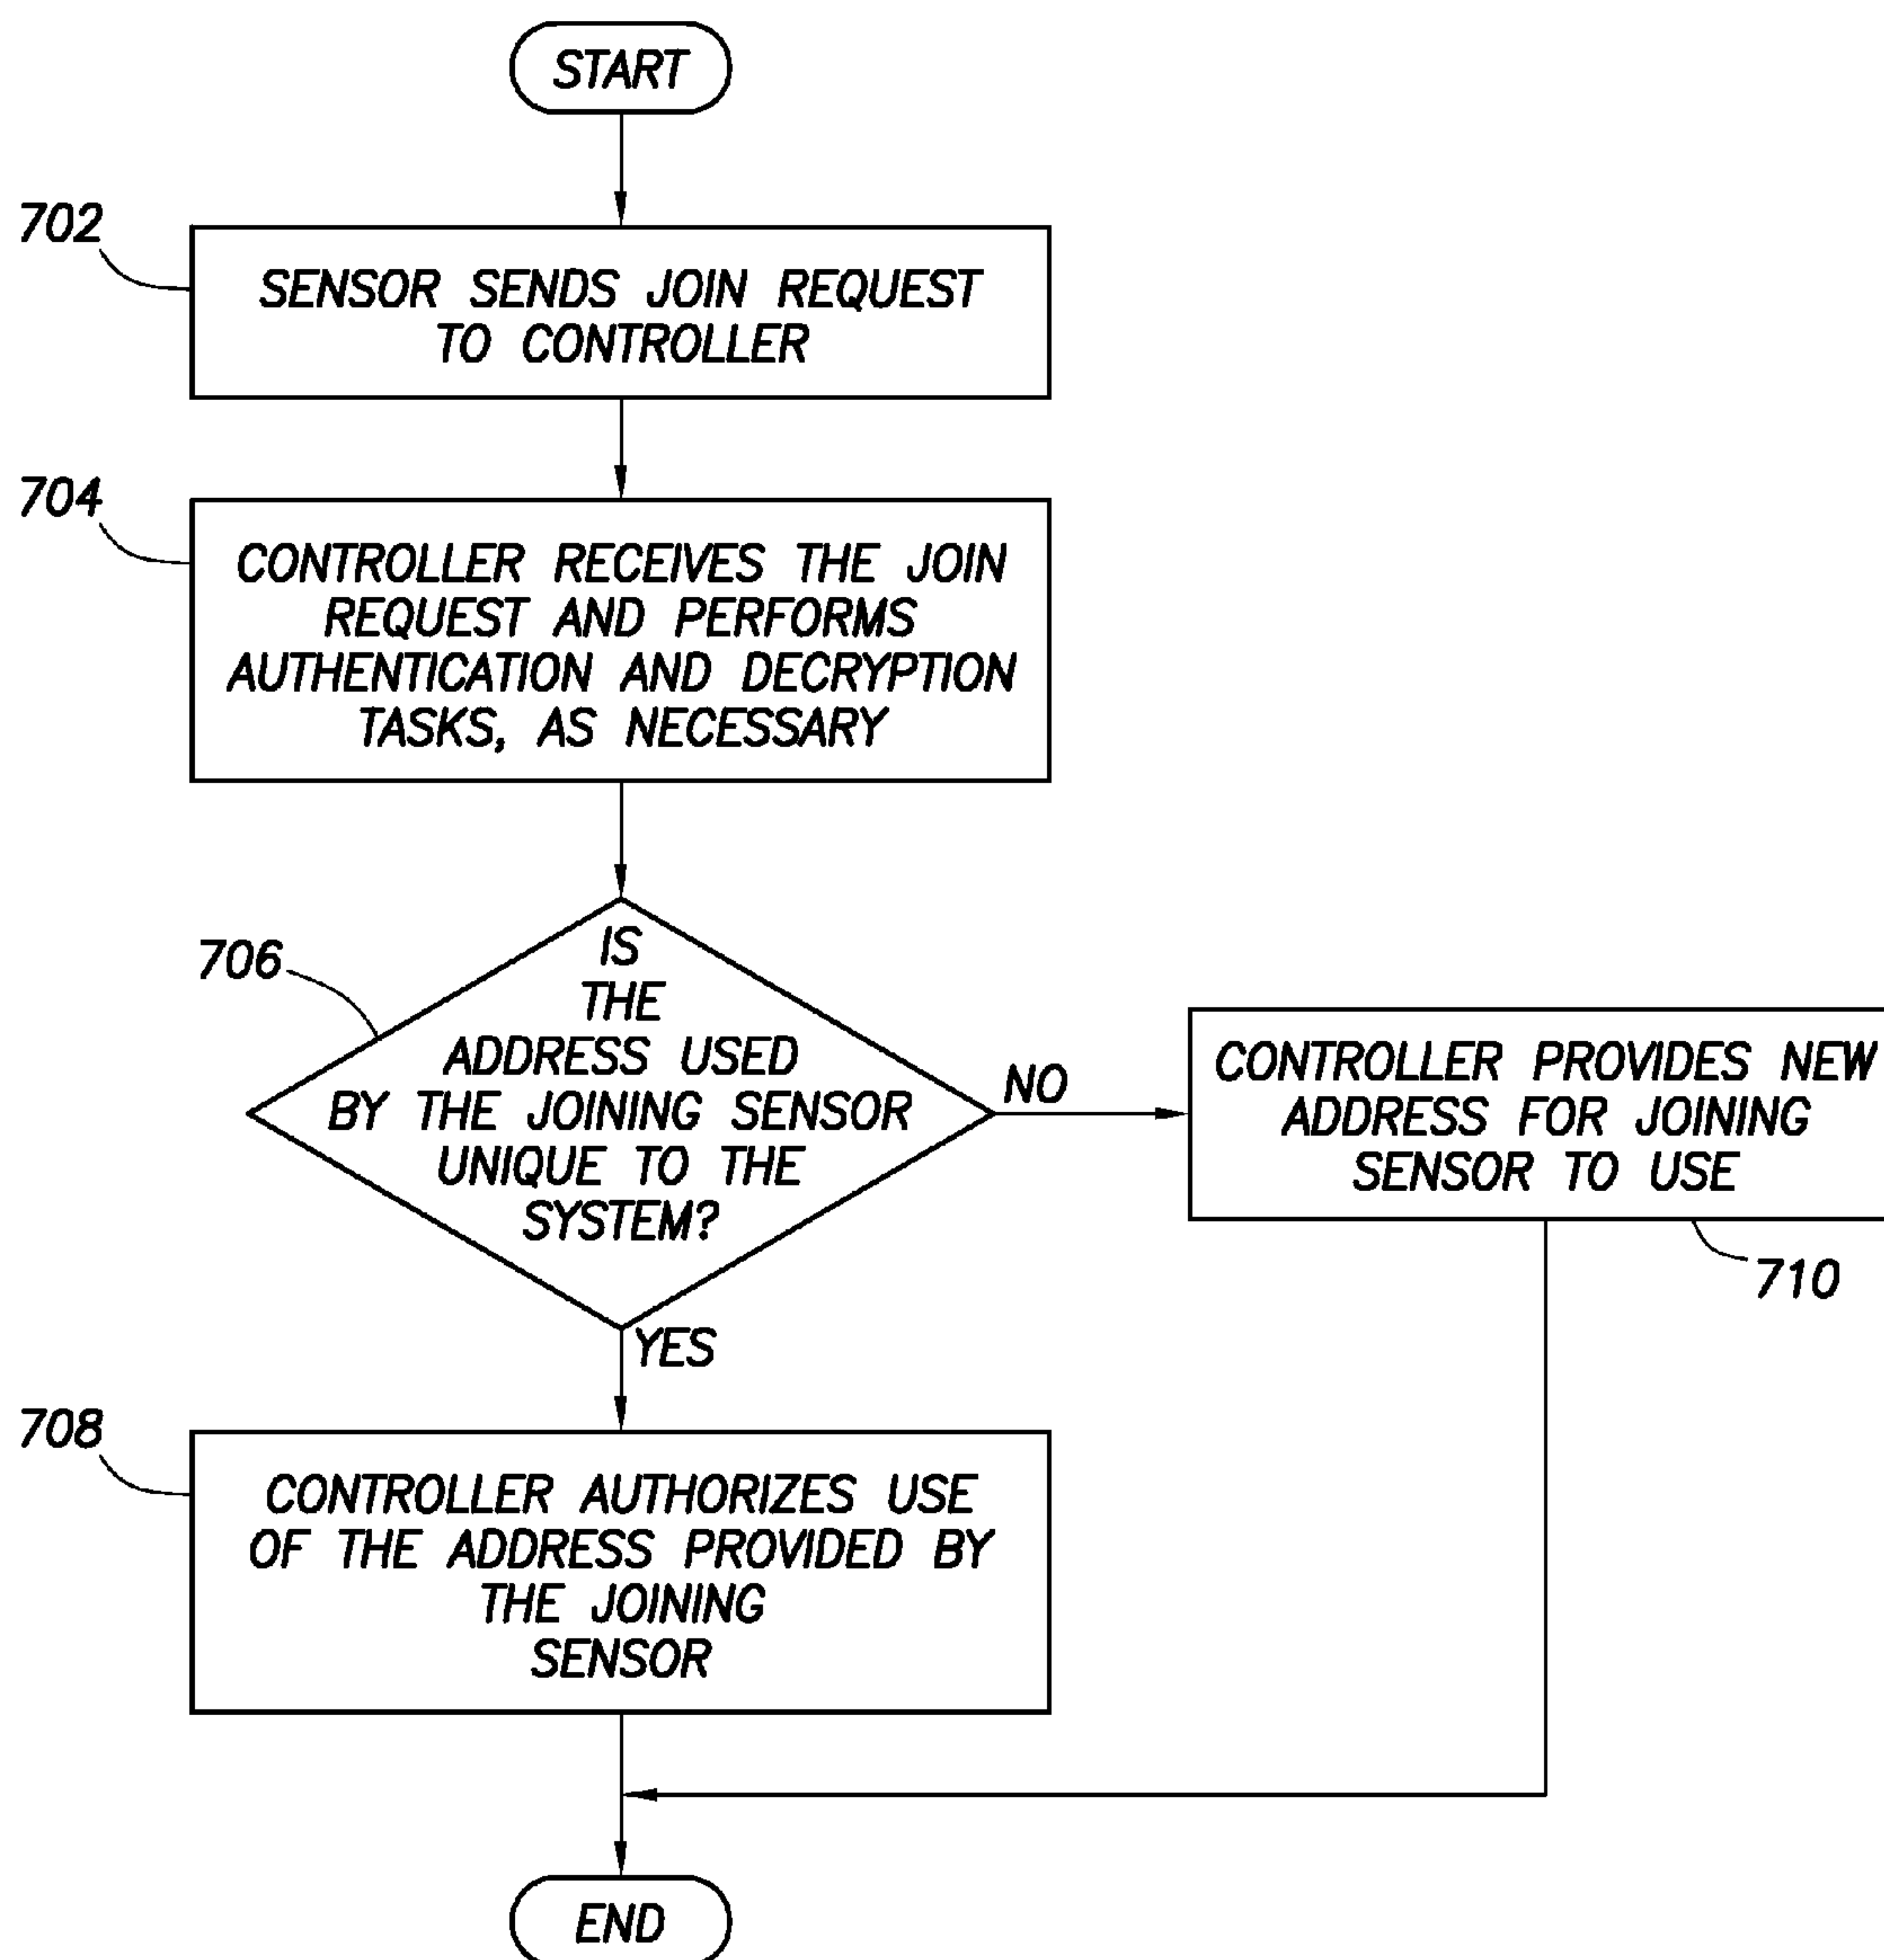 START
702
SENSOR SENDS JOIN REQUEST
TO CONTROLLER
704
CONTROLLER RECEIVES THE JOIN
REQUEST AND PERFORMS
AUTHENTICATION AND DECRYPTION
TASKS, AS NECESSARY
706
IS
THE
ADDRESS USED
BY THE JOINING SENSOR
UNIQUE TO THE
SYSTEM?
NO
CONTROLLER PROVIDES NEW
ADDRESS FOR JOINING
SENSOR TO USE
710
YES
708
CONTROLLER AUTHORIZES USE
OF THE ADDRESS PROVIDED BY
THE JOINING
SENSOR
END